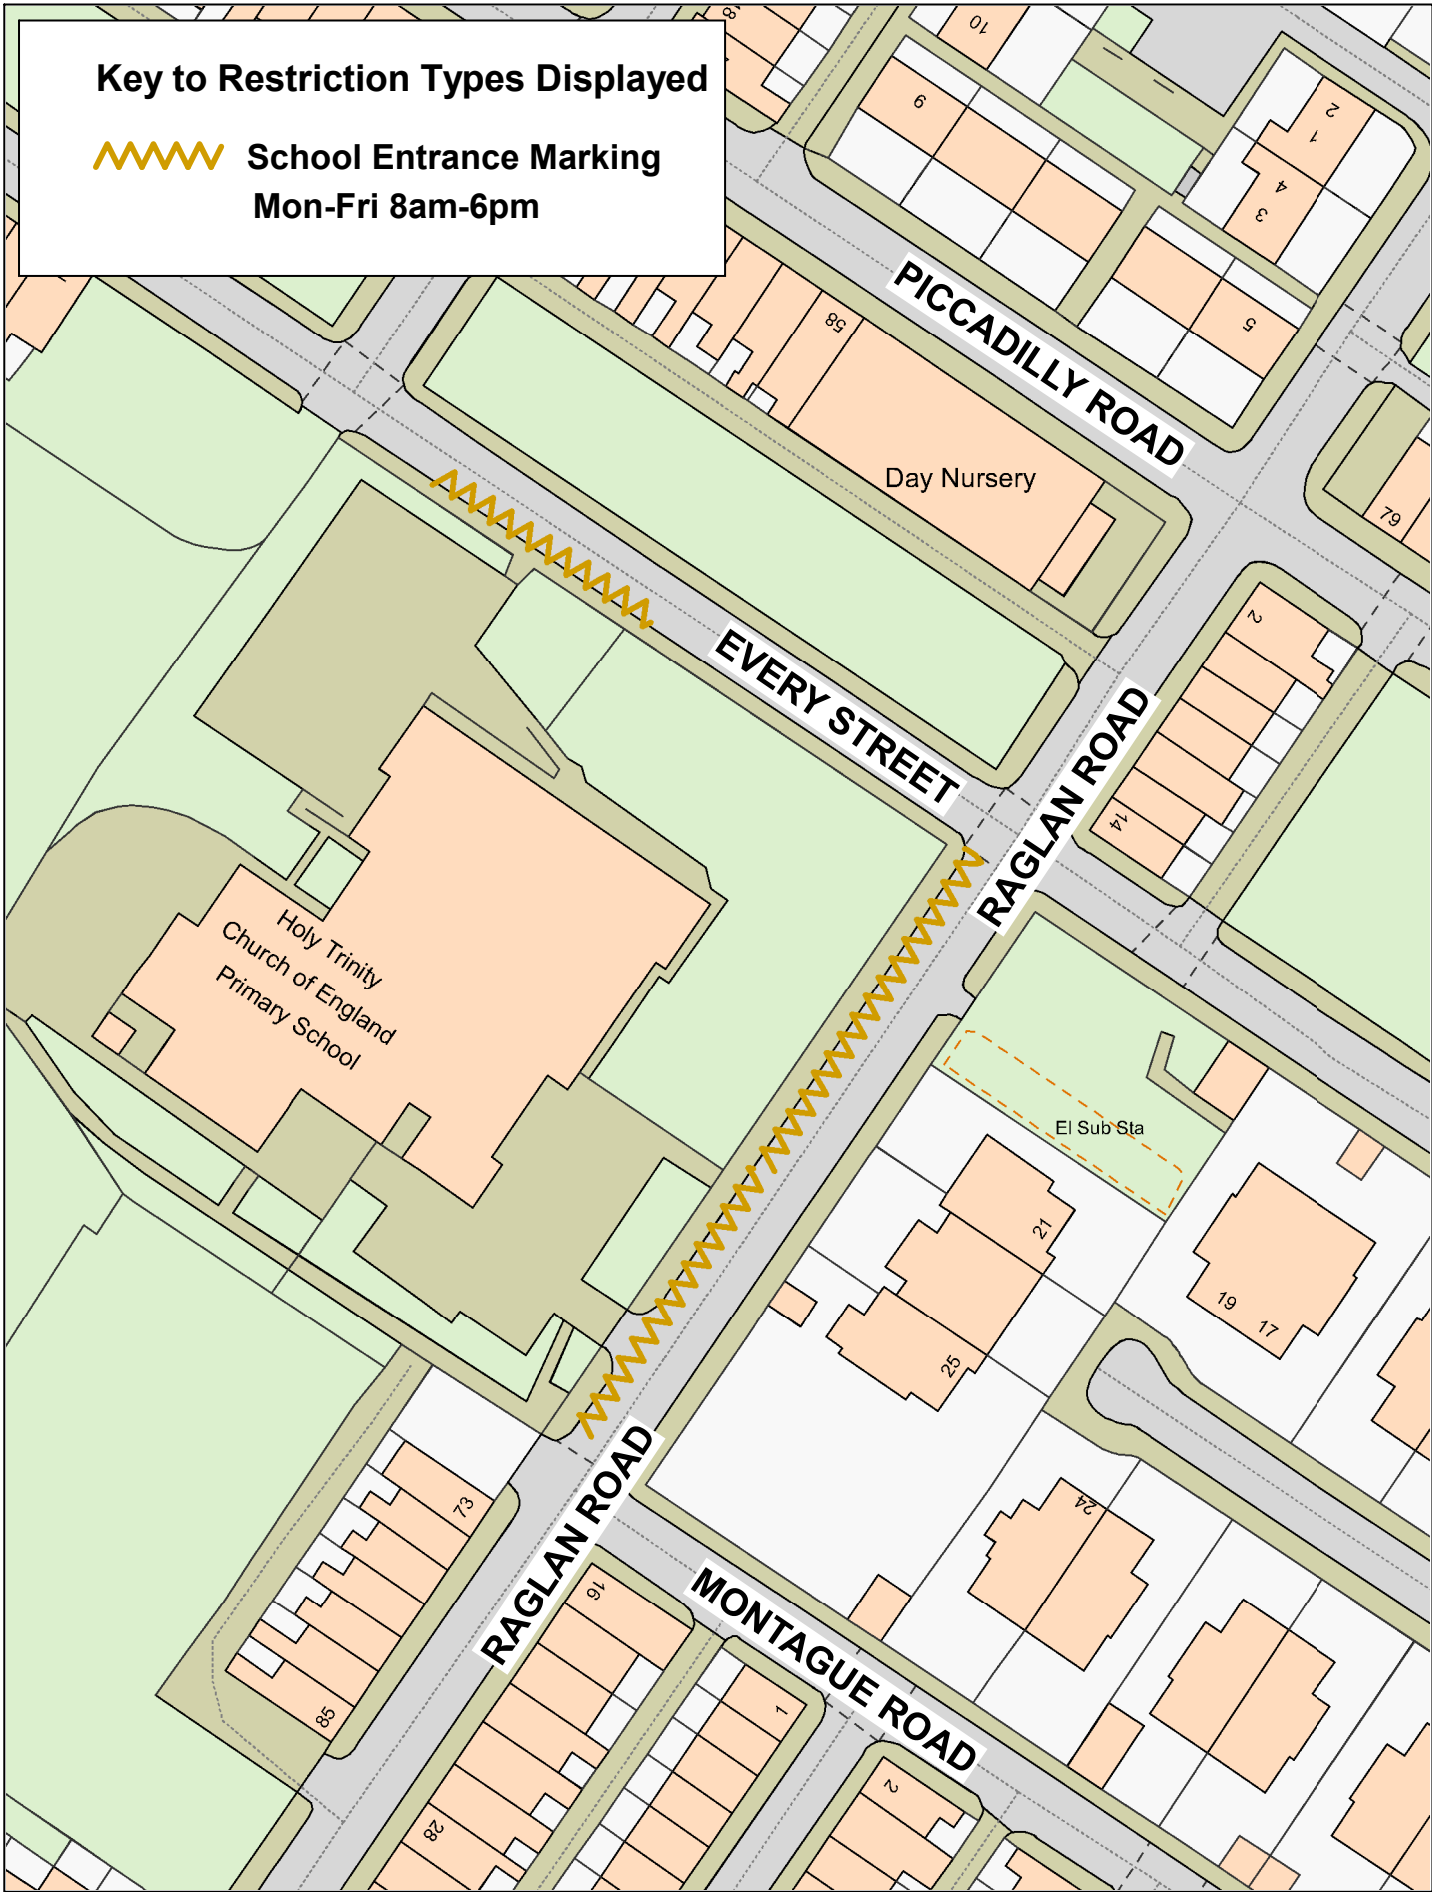 Key to Restriction Types Displayed
School Entrance Marking
Mon-Fri 8am-6pm
10
9
2
1
4
3
5
58
PICCADILLY ROAD
Day Nursery
79
2
EVERY STREET
RAGLAN ROAD
14
Holy Trinity
Church of England
Primary School
El Sub Sta
21
19
17
25
73
RAGLAN ROAD
24
16
MONTAGUE ROAD
1
85
2
28